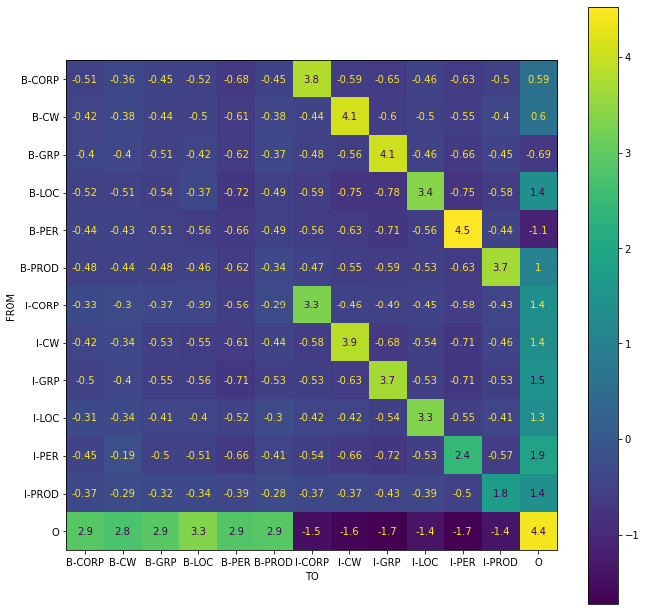 B-CORP -0.51 -0.36 -0.45 -0.52 -0.68 -0.45 3.8 -0.59 -0.65 -0.46 -0.63 -0.5 0.59
B-CW -0.42 -0.38 -0.44 -0.5 -0.61 -0.38 -0.44 4.1 -0.6 -0.5 -0.55 -0.4 0.6
B-GRP -0.4 -0.4 -0.51 -0.42 -0.62 -0.37 -0.48 -0.56 4.1 -0.46 -0.66 -0.45 -0.69
B-LOC -0.52 -0.51 -0.54 -0.37 -0.72 -0.49 -0.59 -0.75 -0.78 3.4 -0.75 -0.58 1.4
B-PER -0.44 -0.43 -0.51 -0.56 -0.66 -0.49 -0.56 -0.63 -0.71 -0.56 4.5 -0.44 -1.1
B-PROD -0.48 -0.44 -0.48 -0.46 -0.62 -0.34 -0.47 -0.55 -0.59 -0.53 -0.63 3.7 1
I-CORP -0.33 -0.3 -0.37 -0.39 -0.56 -0.29 3.3 -0.46 -0.49 -0.45 -0.58 -0.43 1.4
I-CW -0.42 -0.34 -0.53 -0.55 -0.61 -0.44 -0.58 3.9 -0.68 -0.54 -0.71 -0.46 1.4
I-GRP -0.5 -0.4 -0.55 -0.56 -0.71 -0.53 -0.53 -0.63 3.7 -0.53 -0.71 -0.53 1.5
I-LOC -0.31 -0.34 -0.41 -0.4 -0.52 -0.3 -0.42 -0.42 -0.54 3.3 -0.55 -0.41 1.3
I-PER -0.45 -0.19 -0.5 -0.51 -0.66 -0.41 -0.54 -0.66 -0.72 -0.53 2.4 -0.57 1.9
I-PROD -0.37 -0.29 -0.32 -0.34 -0.39 -0.28 -0.37 -0.37 -0.43 -0.39 -0.5 1.8 1.4
O 2.9 2.8 2.9 3.3 2.9 2.9 -1.5 -1.6 -1.7 -1.4 -1.7 -1.4 4.4
B-CORP B-CW B-GRP B-LOC B-PER B-PROD I-CORP I-CW I-GRP I-LOC I-PER I-PROD O
TO
FROM
4
3
2
1
0
−1